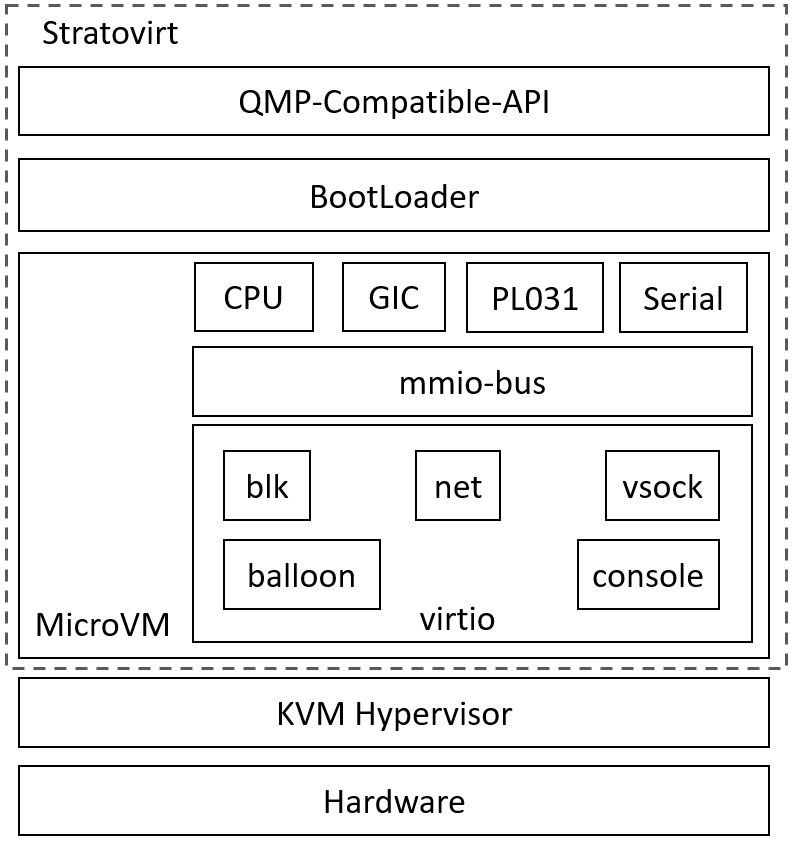 Stratovirt
QMP-Compatible-API
BootLoader
CPU GIC PL031 Serial
mmio-bus
blk net vsock
balloon console
virtio
MicroVM
KVM Hypervisor
Hardware